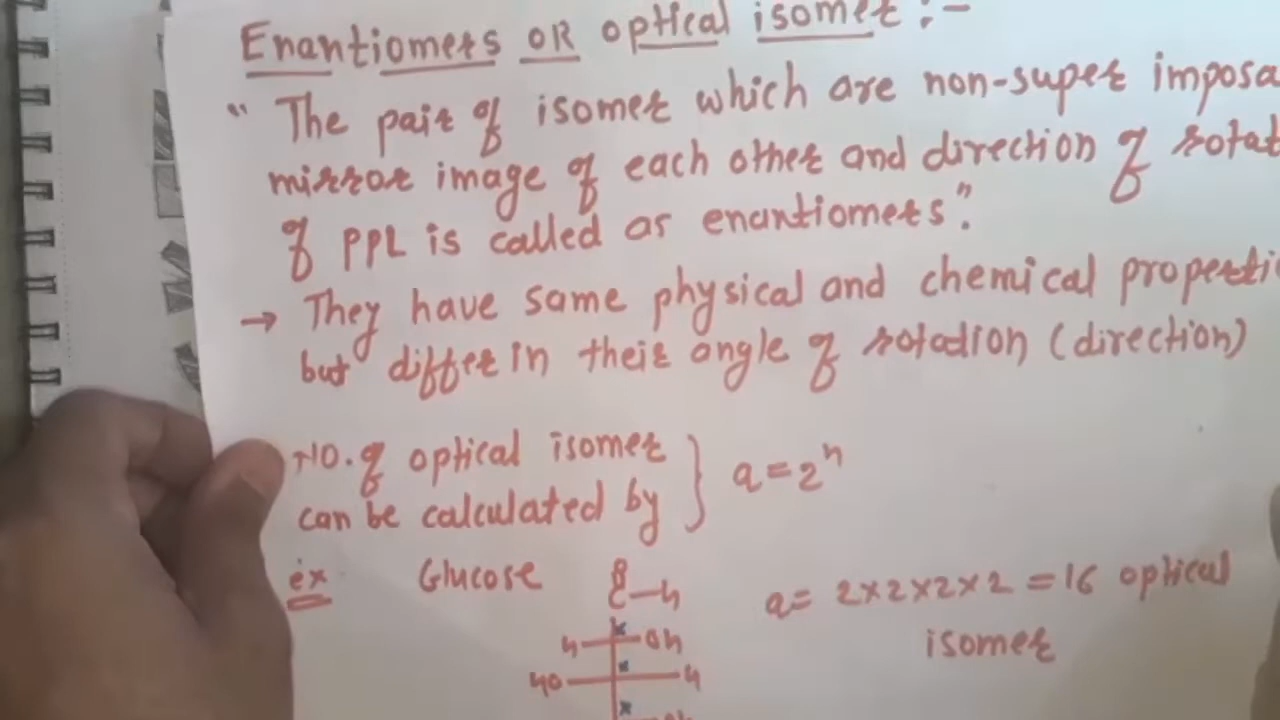 Enantiomers OR optical isomer :-
" The pair of isomer which are non-super imposa
mirror image of each other and direction of rotat
of PPL is called as enantiomers".
→ They have same physical and chemical properti
but differ in their angle of rotation (direction)
NO. of optical isomer
can be calculated by } a = 2ⁿ
ex Glucose
O
C-H
a = 2×2×2×2 = 16 optical
isomer
H OH
HO H
OH